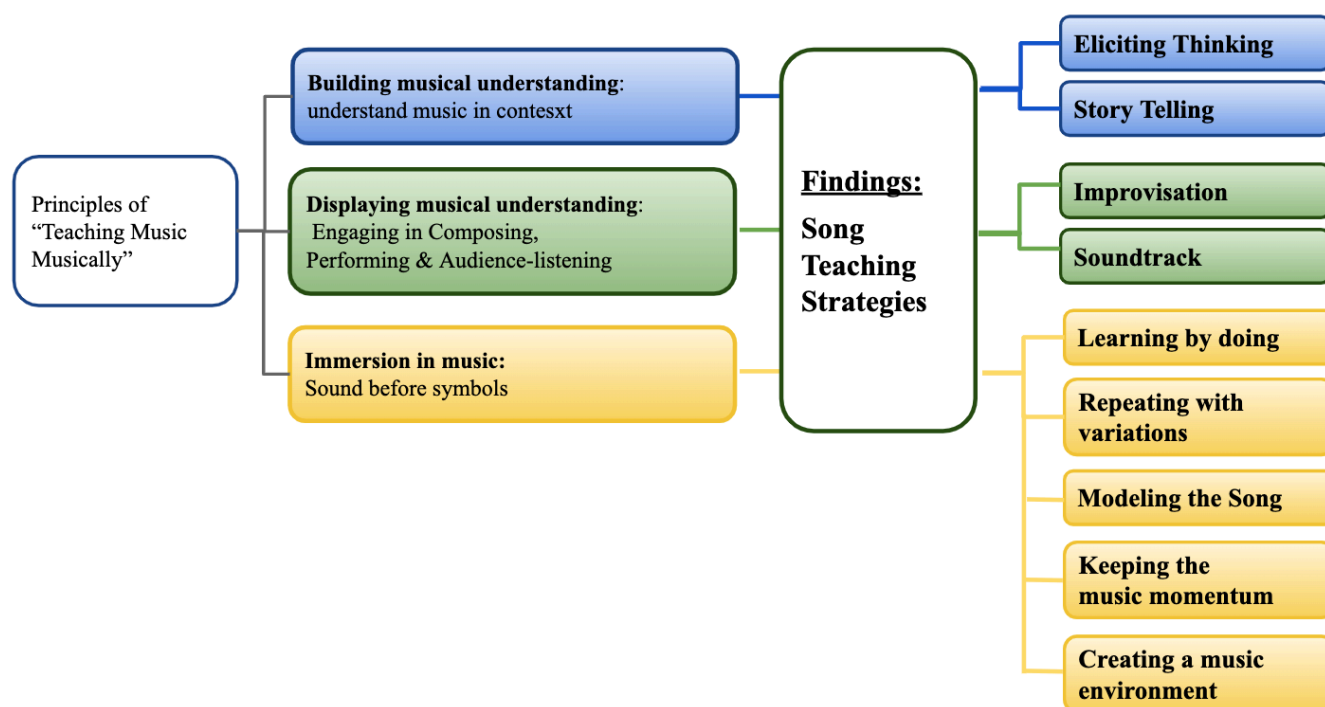 Principles of
“Teaching Music
Musically”
Building musical understanding:
understand music in contesxt
Displaying musical understanding:
Engaging in Composing,
Performing & Audience-listening
Immersion in music:
Sound before symbols
Findings:
Song
Teaching
Strategies
Eliciting Thinking
Story Telling
Improvisation
Soundtrack
Learning by doing
Repeating with
variations
Modeling the Song
Keeping the
music momentum
Creating a music
environment